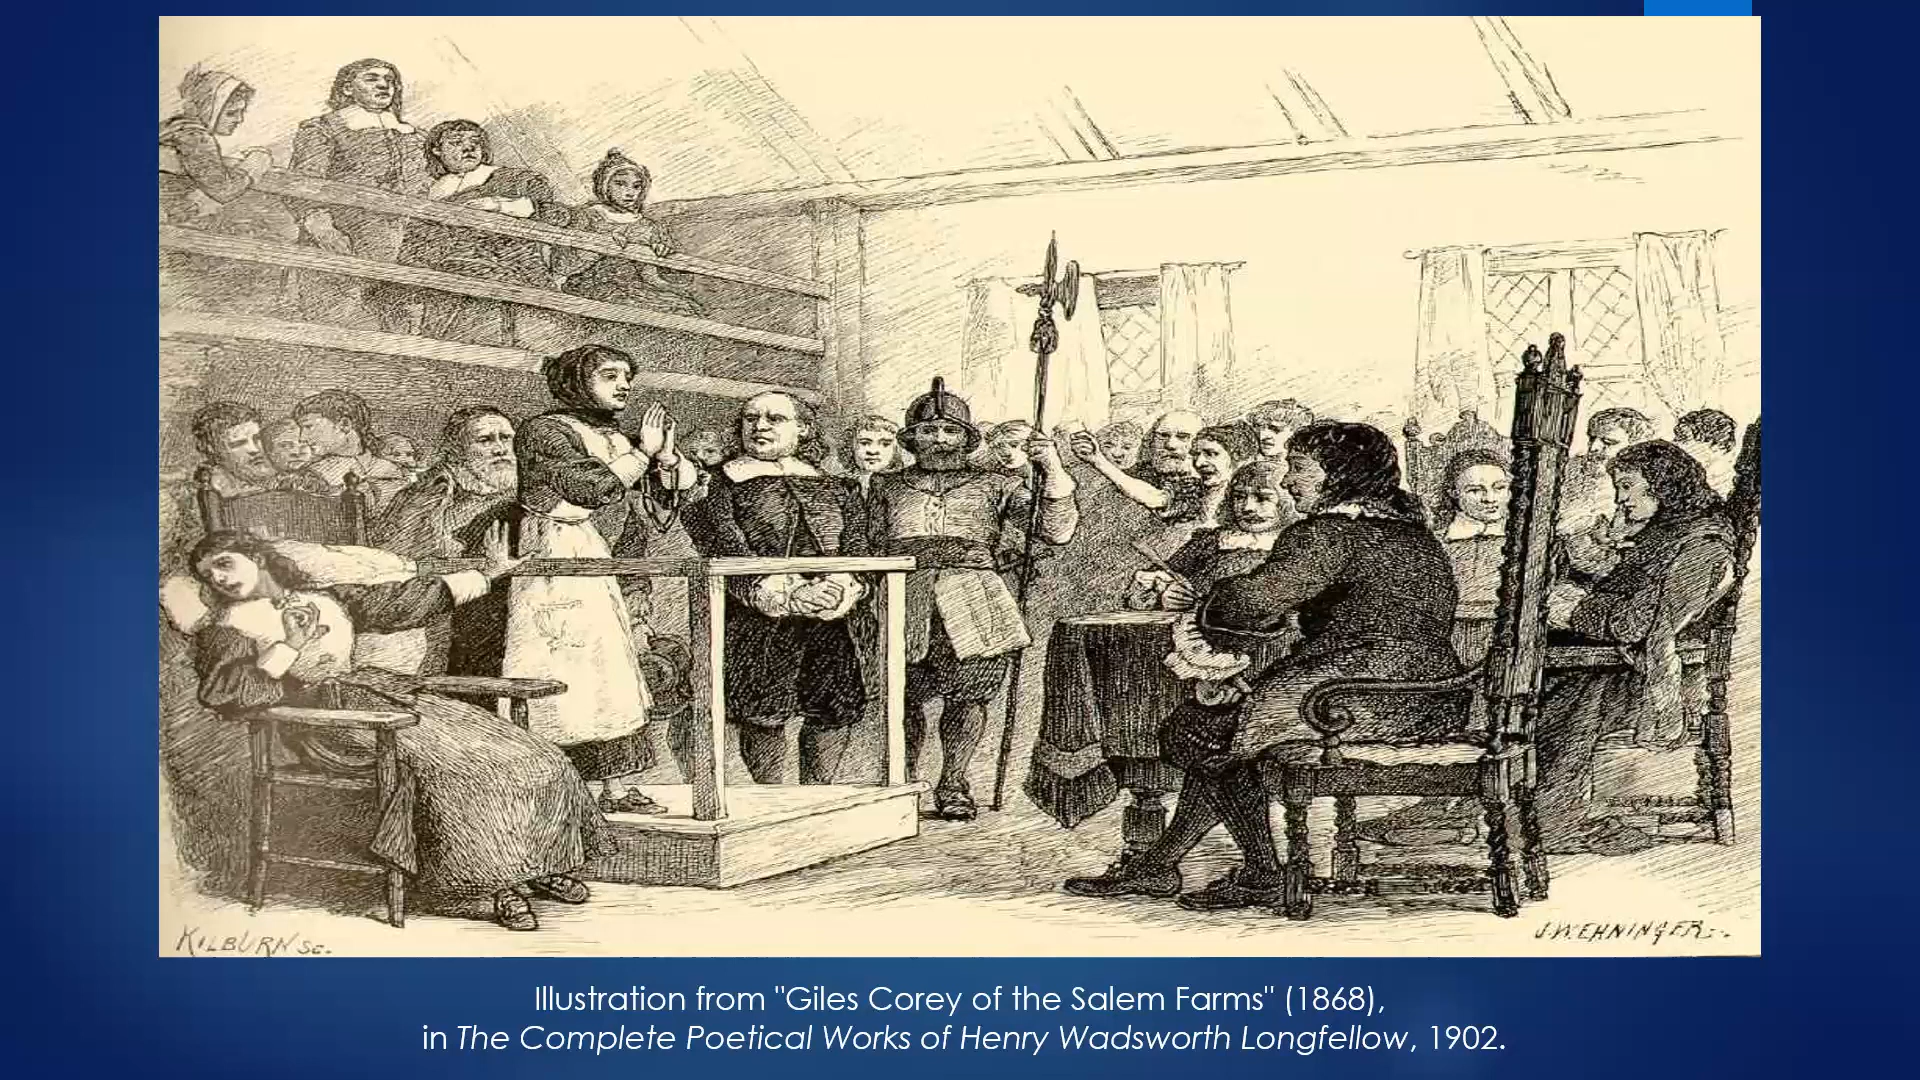 KILBURN SC.
J.W.EHNINGER
Illustration from "Giles Corey of the Salem Farms" (1868),
in The Complete Poetical Works of Henry Wadsworth Longfellow, 1902.